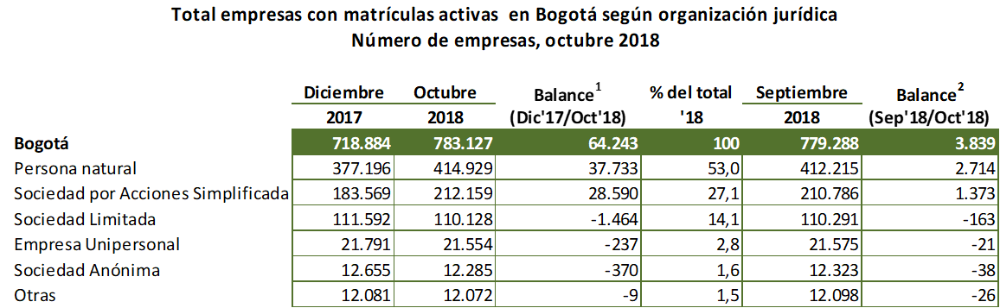 Total empresas con matrículas activas en Bogotá según organización jurídica
Número de empresas, octubre 2018
Diciembre Octubre Balance1 % del total Septiembre Balance2
2017 2018 (Dic'17/Oct'18) '18 2018 (Sep'18/Oct'18)
Bogotá 718.884 783.127 64.243 100 779.288 3.839
Persona natural 377.196 414.929 37.733 53,0 412.215 2.714
Sociedad por Acciones Simplificada 183.569 212.159 28.590 27,1 210.786 1.373
Sociedad Limitada 111.592 110.128 -1.464 14,1 110.291 -163
Empresa Unipersonal 21.791 21.554 -237 2,8 21.575 -21
Sociedad Anónima 12.655 12.285 -370 1,6 12.323 -38
Otras 12.081 12.072 -9 1,5 12.098 -26